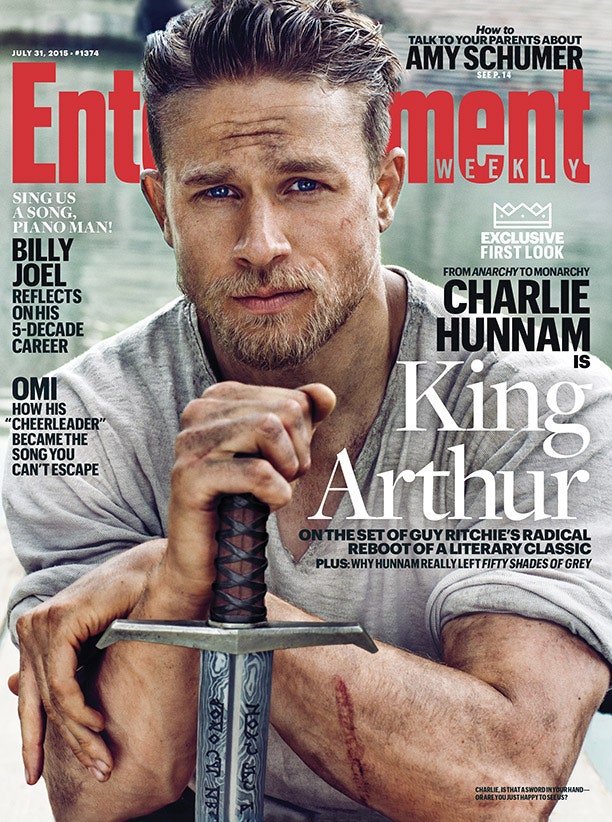 JULY 31, 2015 • #1374
How to
TALK TO YOUR PARENTS ABOUT
AMY SCHUMER
SEE P. 14
Ent ment
WEEKLY
SING US
A SONG,
PIANO MAN!
BILLY
JOEL
REFLECTS
ON HIS
5-DECADE
CAREER
OMI
HOW HIS
“CHEERLEADER”
BECAME THE
SONG YOU
CAN'T ESCAPE
EXCLUSIVE
FIRST LOOK
FROM ANARCHY TO MONARCHY
CHARLIE
HUNNAM
IS
King
Arthur
ON THE SET OF GUY RITCHIE'S RADICAL
REBOOT OF A LITERARY CLASSIC
PLUS: WHY HUNNAM REALLY LEFT FIFTY SHADES OF GREY
CHARLIE, IS THAT A SWORD IN YOUR HAND—
OR ARE YOU JUST HAPPY TO SEE US?